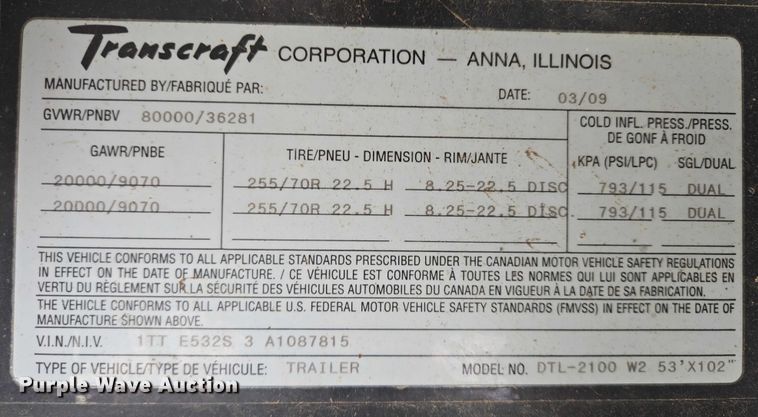 Transcraft CORPORATION — ANNA, ILLINOIS
MANUFACTURED BY/FABRIQUÉ PAR: DATE: 03/09
GVWR/PNBV 80000/36281 COLD INFL. PRESS./PRESS. DE GONF À FROID
GAWR/PNBE TIRE/PNEU - DIMENSION - RIM/JANTE KPA (PSI/LPC) SGL/DUAL
20000/9070 255/70R 22.5 H 8.25-22.5 DISC 793/115 DUAL
20000/9070 255/70R 22.5 H 8.25-22.5 DISC. 793/115 DUAL
THIS VEHICLE CONFORMS TO ALL APPLICABLE STANDARDS PRESCRIBED UNDER THE CANADIAN MOTOR VEHICLE SAFETY REGULATIONS
IN EFFECT ON THE DATE OF MANUFACTURE. / CE VÉHICULE EST CONFORME À TOUTES LES NORMES QUI LUI SONT APPLICABLES EN
VERTU DU RÈGLEMENT SUR LA SÉCURITÉ DES VÉHICULES AUTOMOBILES DU CANADA EN VIGUEUR À LA DATE DE SA FABRICATION.
THE VEHICLE CONFORMS TO ALL APPLICABLE U.S. FEDERAL MOTOR VEHICLE SAFETY STANDARDS (FMVSS) IN EFFECT ON THE DATE OF
MANUFACTURE SHOWN ABOVE.
V.I.N./N.I.V. 1TT E532S 3 A1087815
TYPE OF VEHICLE/TYPE DE VÉHICULE: TRAILER MODEL NO. DTL-2100 W2 53'X102"
Purple Wave Auction